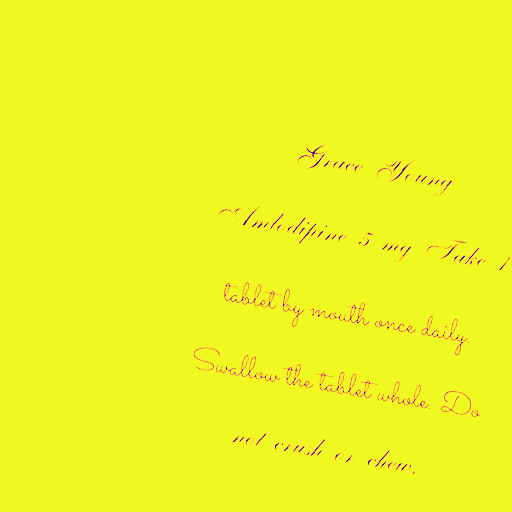 Grace Young
Amlodipine 5 mg Take 1
tablet by mouth once daily.
Swallow the tablet whole. Do
not crush or chew.